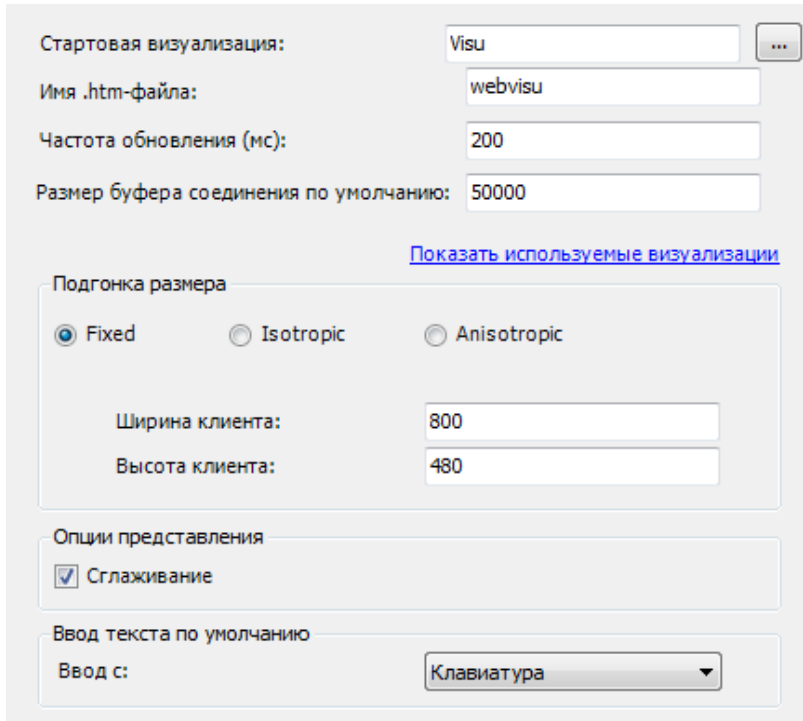 Стартовая визуализация: Visu ...
Имя .htm-файла: webvisu
Частота обновления (мс): 200
Размер буфера соединения по умолчанию: 50000
Показать используемые визуализации
Подгонка размера
Fixed Isotropic Anisotropic
Ширина клиента: 800
Высота клиента: 480
Опции представления
Сглаживание
Ввод текста по умолчанию
Ввод с: Клавиатура